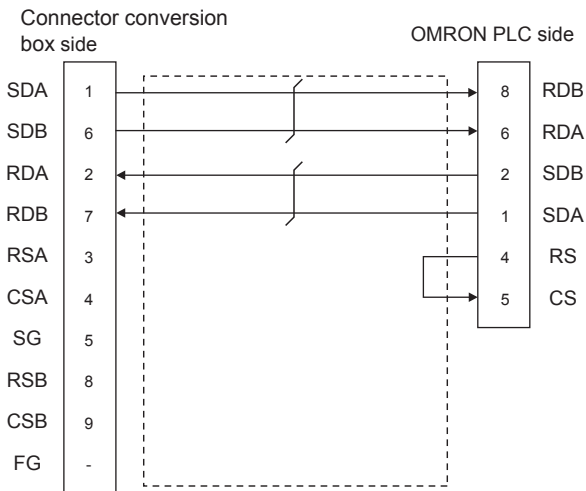 Connector conversion
box side
OMRON PLC side
SDA 1 8 RDB
SDB 6 6 RDA
RDA 2 2 SDB
RDB 7 1 SDA
RSA 3 4 RS
CSA 4 5 CS
SG 5
RSB 8
CSB 9
FG -